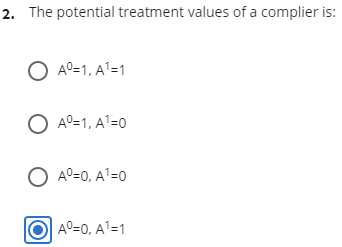 2. The potential treatment values of a complier is:
A⁰=1, A¹=1
A⁰=1, A¹=0
A⁰=0, A¹=0
A⁰=0, A¹=1